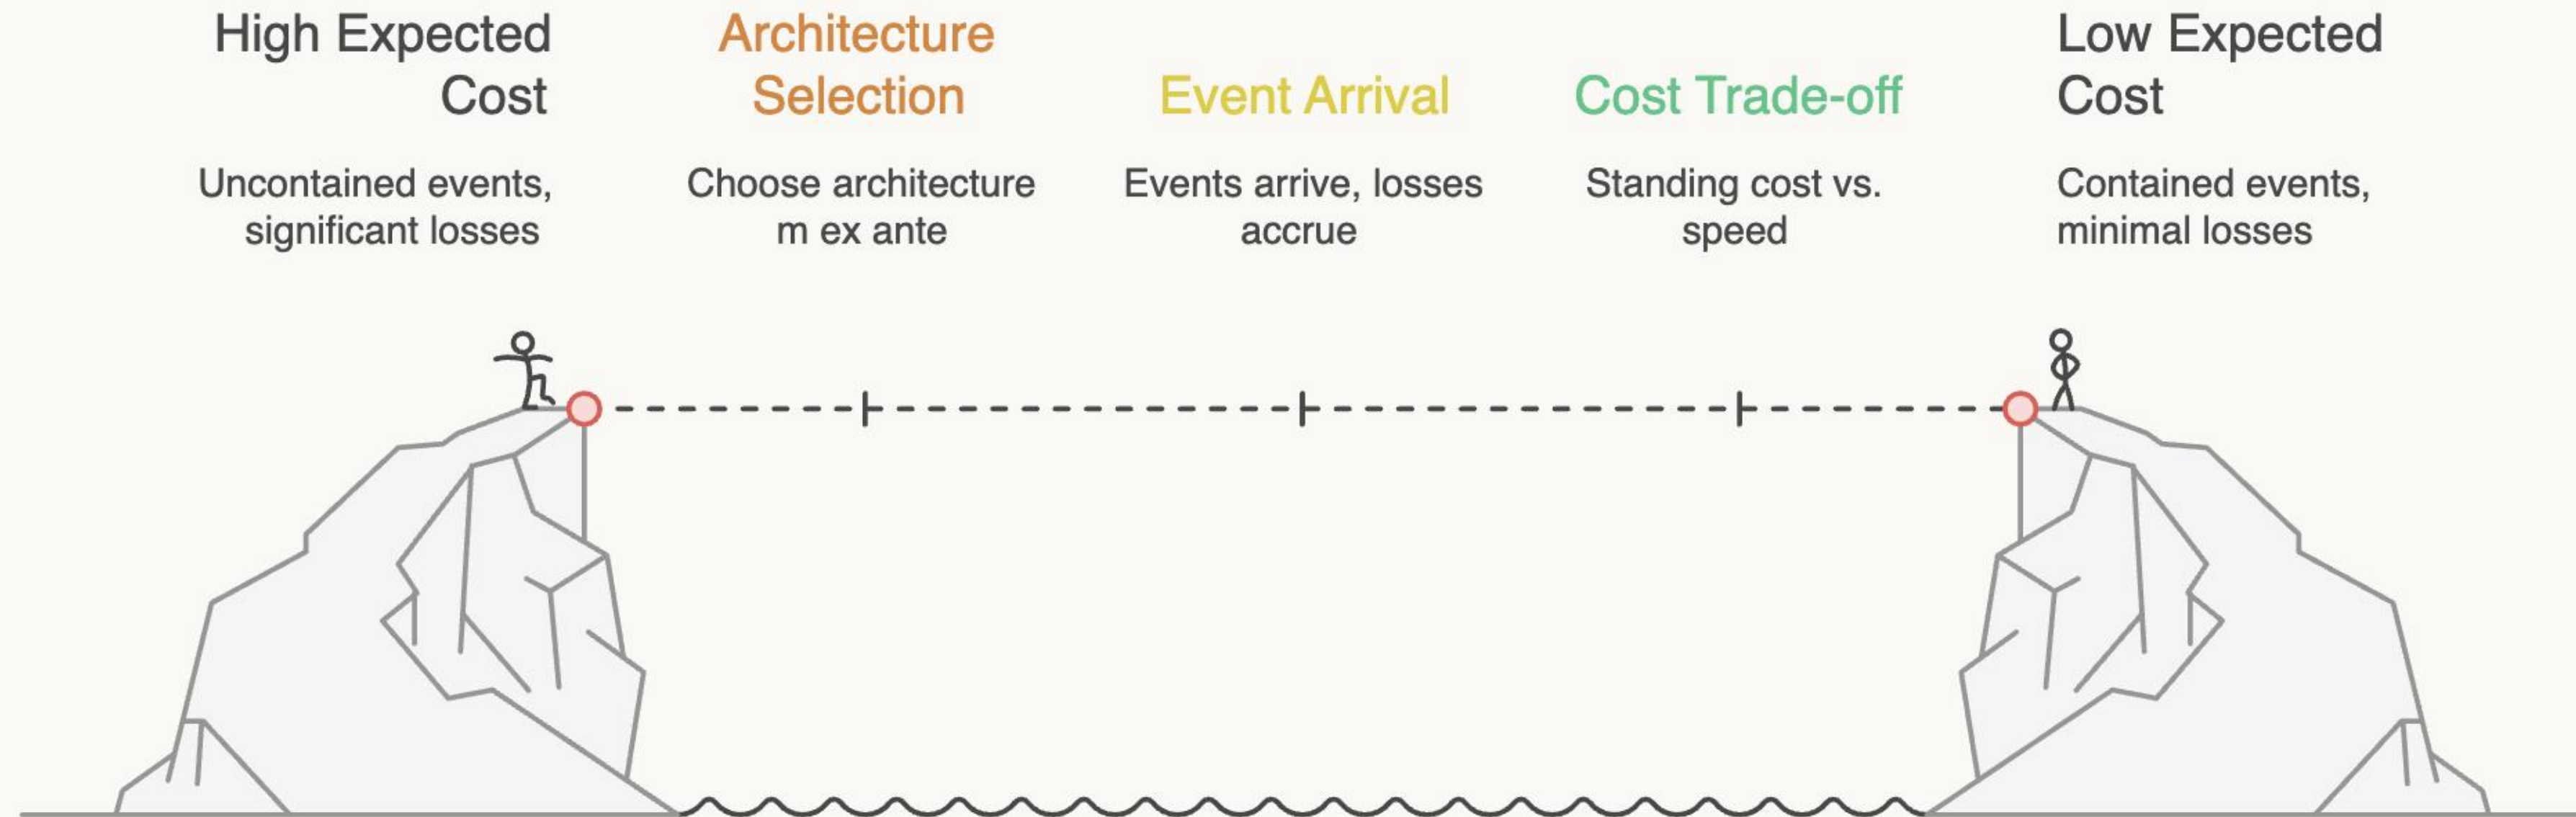 High Expected
Cost
Uncontained events,
significant losses
Architecture
Selection
Choose architecture
m ex ante
Event Arrival
Events arrive, losses
accrue
Cost Trade-off
Standing cost vs.
speed
Low Expected
Cost
Contained events,
minimal losses